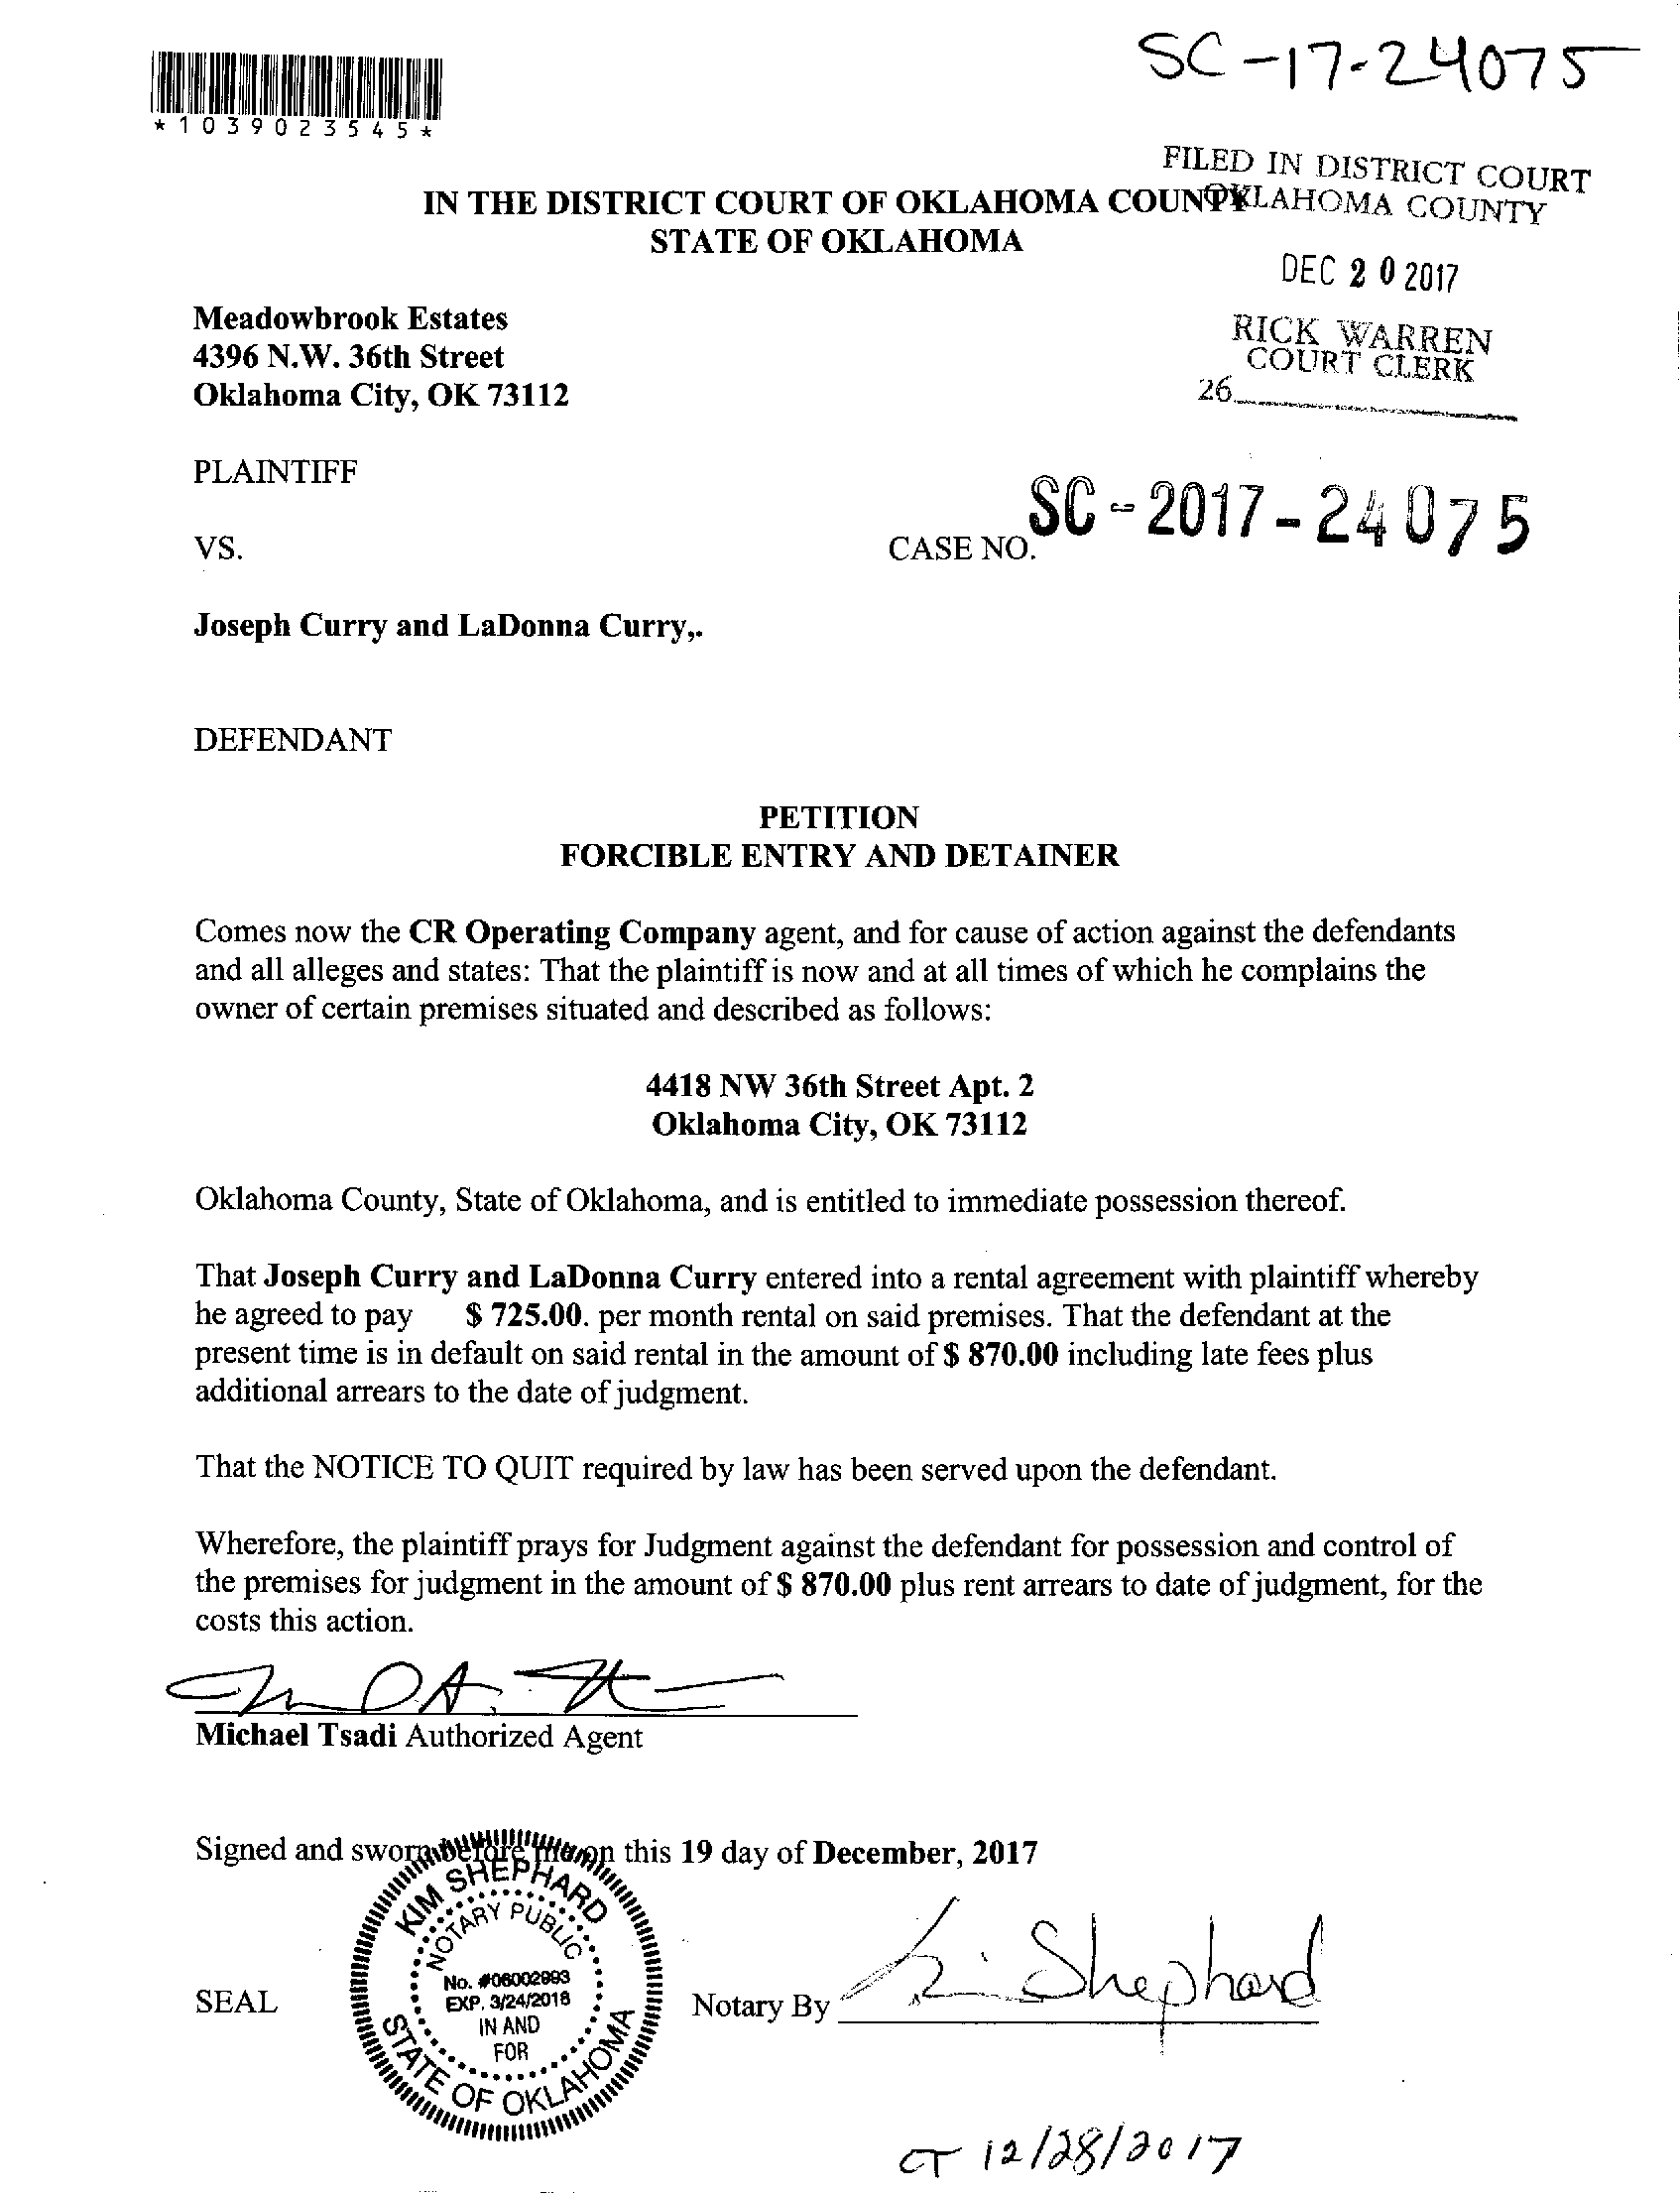 SC-17-24075
*1039023545*
FILED IN DISTRICT COURT
OKLAHOMA COUNTY
IN THE DISTRICT COURT OF OKLAHOMA COUNTY
STATE OF OKLAHOMA
DEC 20 2017
Meadowbrook Estates
RICK WARREN
4396 N.W. 36th Street
COURT CLERK
Oklahoma City, OK 73112
26
PLAINTIFF
SC-2017-24075
VS.
CASE NO.
Joseph Curry and LaDonna Curry,.
DEFENDANT
PETITION
FORCIBLE ENTRY AND DETAINER
Comes now the CR Operating Company agent, and for cause of action against the defendants
and all alleges and states: That the plaintiff is now and at all times of which he complains the
owner of certain premises situated and described as follows:
4418 NW 36th Street Apt. 2
Oklahoma City, OK 73112
Oklahoma County, State of Oklahoma, and is entitled to immediate possession thereof.
That Joseph Curry and LaDonna Curry entered into a rental agreement with plaintiff whereby
he agreed to pay $ 725.00. per month rental on said premises. That the defendant at the
present time is in default on said rental in the amount of $ 870.00 including late fees plus
additional arrears to the date of judgment.
That the NOTICE TO QUIT required by law has been served upon the defendant.
Wherefore, the plaintiff prays for Judgment against the defendant for possession and control of
the premises for judgment in the amount of $ 870.00 plus rent arrears to date of judgment, for the
costs this action.
Michael Tsadi Authorized Agent
Signed and sworn before on this 19 day of December, 2017
KIM SHEPHARD
NOTARY PUBLIC
No. #06002993
EXP. 3/24/2018
IN AND
FOR
STATE OF OKLAHOMA
SEAL
Notary By Shephard
CT 12/28/2017